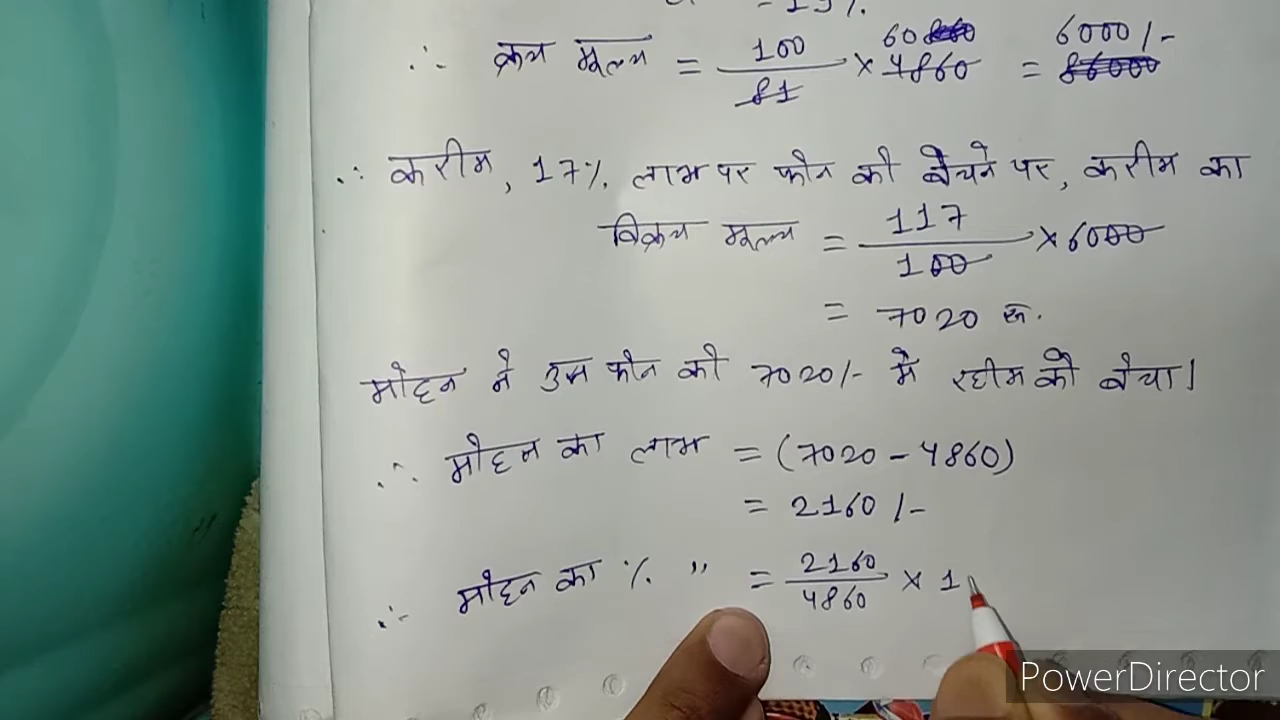 = 19%.
∴ क्रय मूल्य = 100/81 × 4860 60 = 6000/-
∴ करीम, 17% लाभ पर फोन को बेचने पर, करीम का
विक्रय मूल्य = 117/100 × 6000
= 7020 रु.
मोहन ने उस फोन को 7020/- में रहीम को बेचा।
∴ मोहन का लाभ = (7020 - 4860)
= 2160/-
∴ मोहन का % " = 2160/4860 × 1
PowerDirector